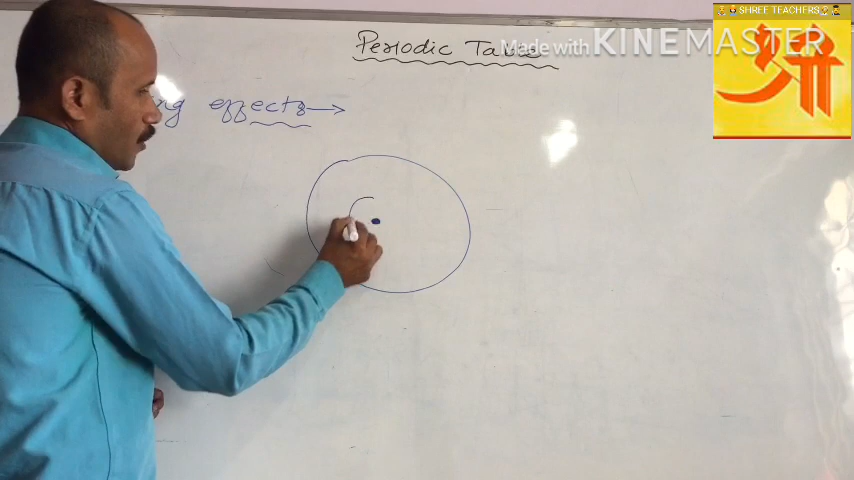 SHREE TEACHERS
Made with KINEMASTER
श्री
Periodic Table
effects